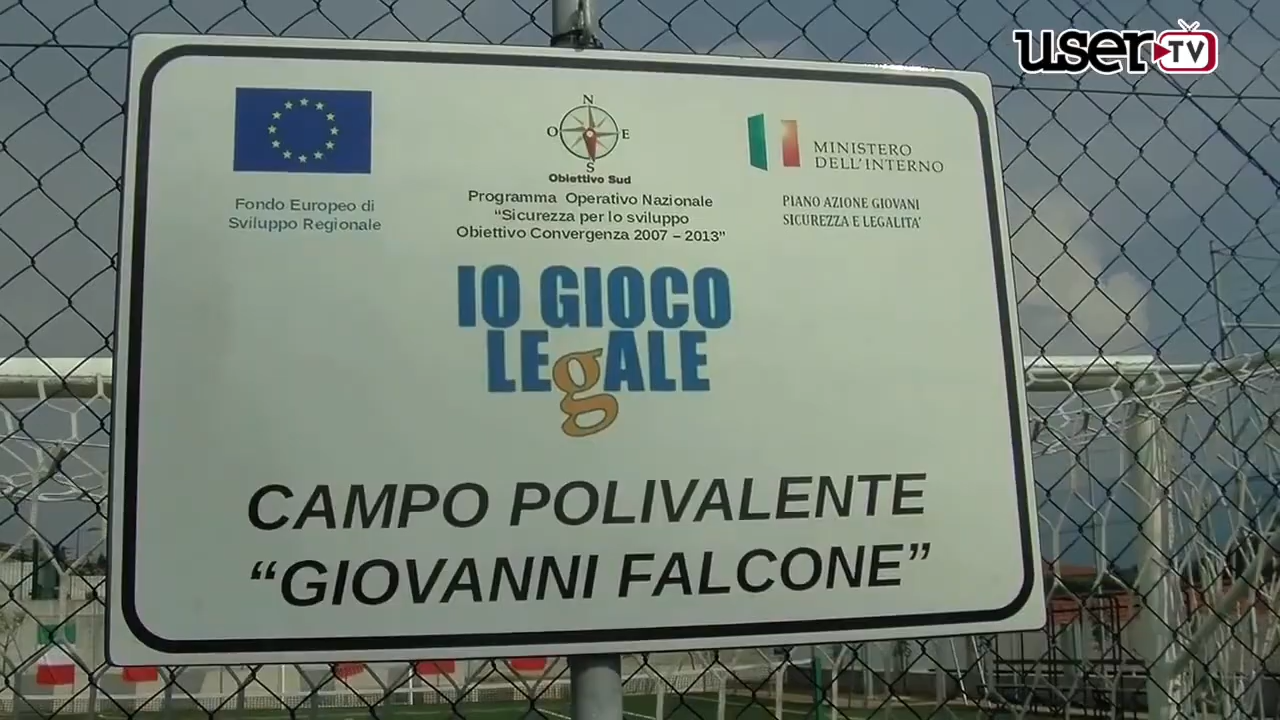 user TV
N
O E
S
Obiettivo Sud
Fondo Europeo di
Sviluppo Regionale
Programma Operativo Nazionale
“Sicurezza per lo sviluppo
Obiettivo Convergenza 2007 – 2013”
MINISTERO
DELL'INTERNO
PIANO AZIONE GIOVANI
SICUREZZA E LEGALITA'
IO GIOCO
LEgALE
CAMPO POLIVALENTE
“GIOVANNI FALCONE”